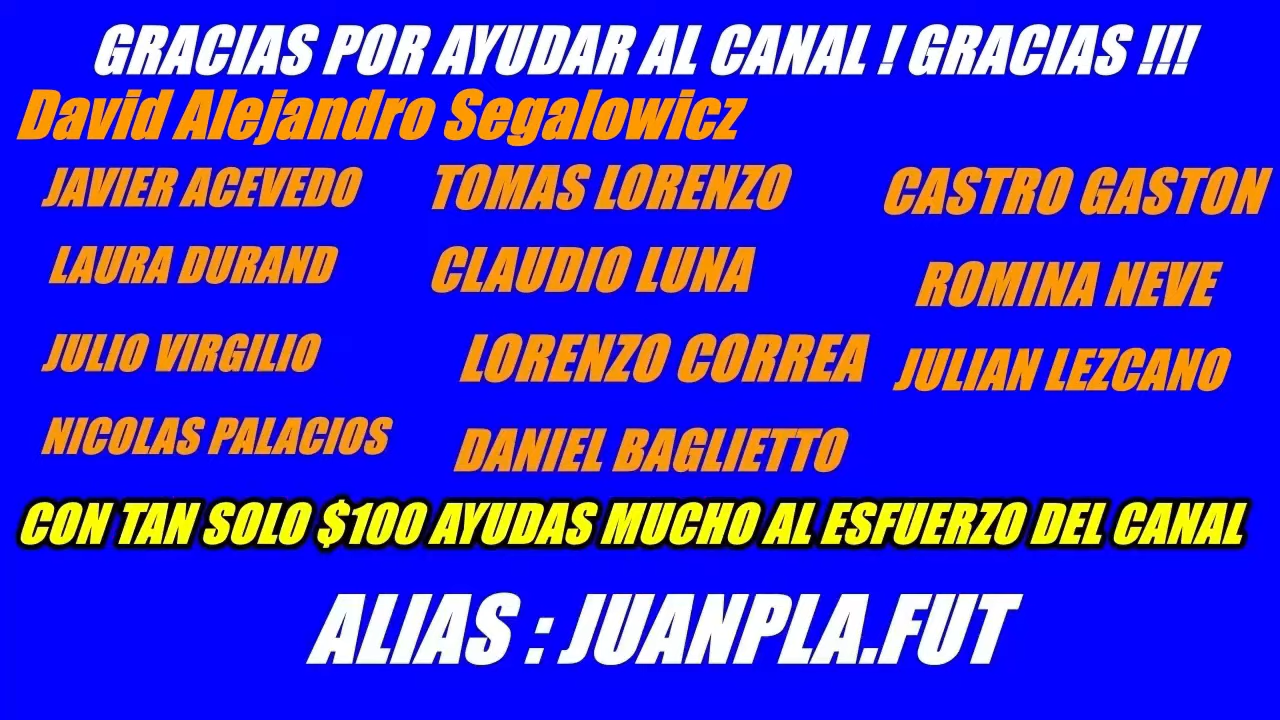 GRACIAS POR AYUDAR AL CANAL ! GRACIAS !!!
David Alejandro Segalowicz
JAVIER ACEVEDO TOMAS LORENZO CASTRO GASTON
LAURA DURAND CLAUDIO LUNA ROMINA NEVE
JULIO VIRGILIO LORENZO CORREA JULIAN LEZCANO
NICOLAS PALACIOS DANIEL BAGLIETTO
CON TAN SOLO $100 AYUDAS MUCHO AL ESFUERZO DEL CANAL
ALIAS : JUANPLA.FUT